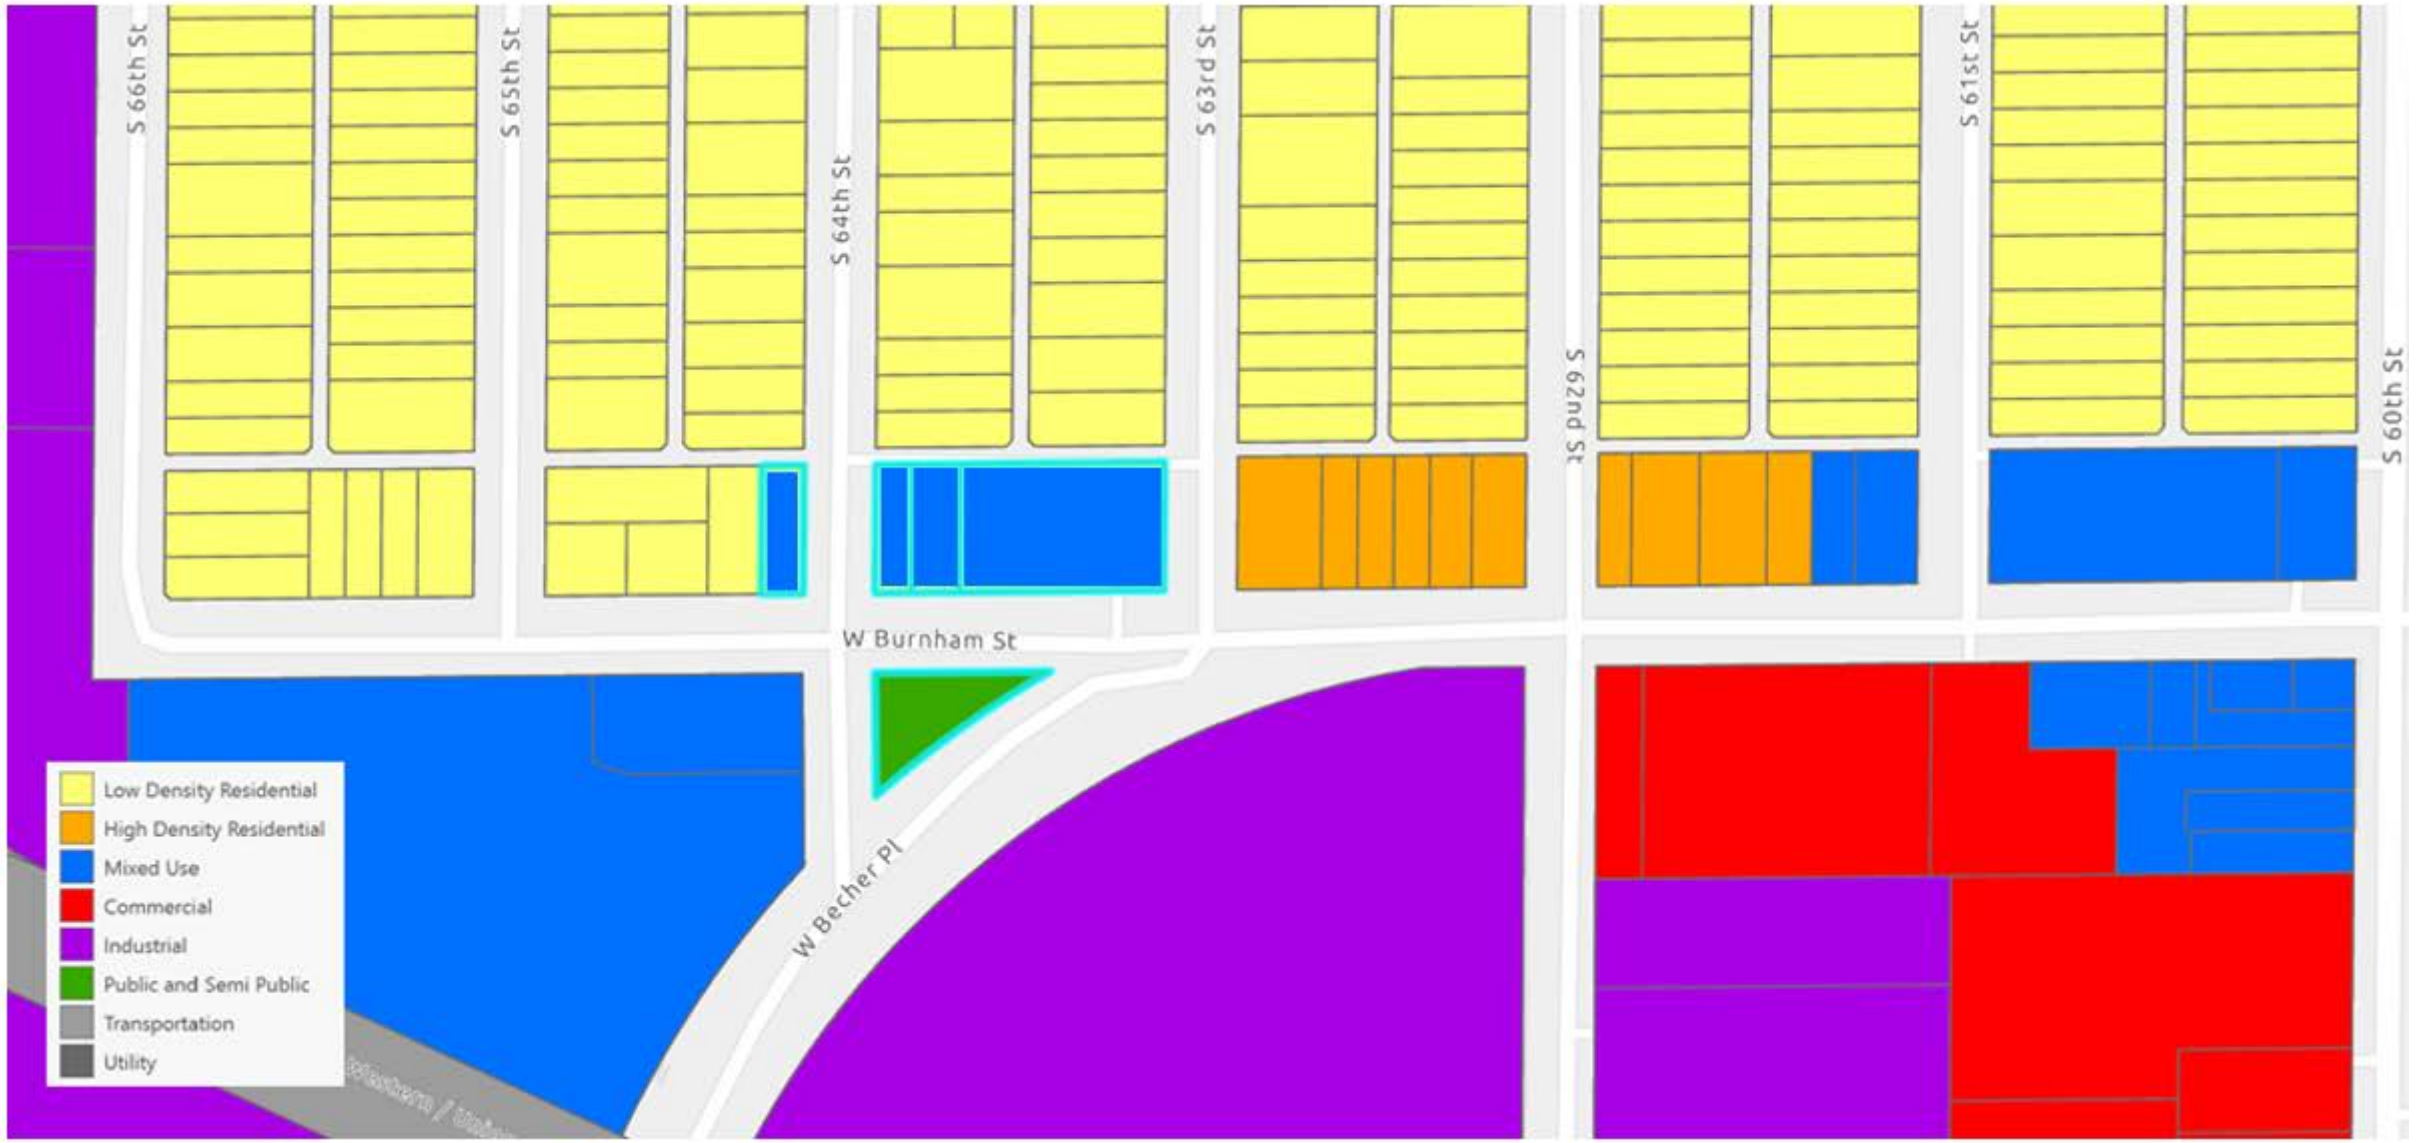 S 66th St
S 65th St
S 64th St
S 63rd St
S 62nd St
S 61st St
S 60th St
W Burnham St
W Becher Pl
Low Density Residential
High Density Residential
Mixed Use
Commercial
Industrial
Public and Semi Public
Transportation
Utility
Western /